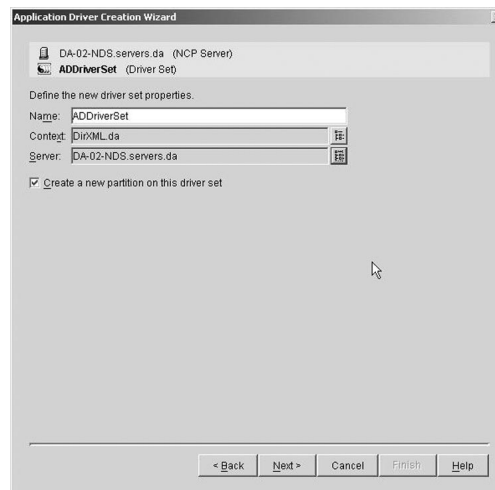 Application Driver Creation Wizard
DA-02-NDS.servers.da (NCP Server)
ADDriverSet (Driver Set)
Define the new driver set properties.
Name: ADDriverSet
Context: DirXML.da
Server: DA-02-NDS.servers.da
Create a new partition on this driver set
< Back Next > Cancel Finish Help